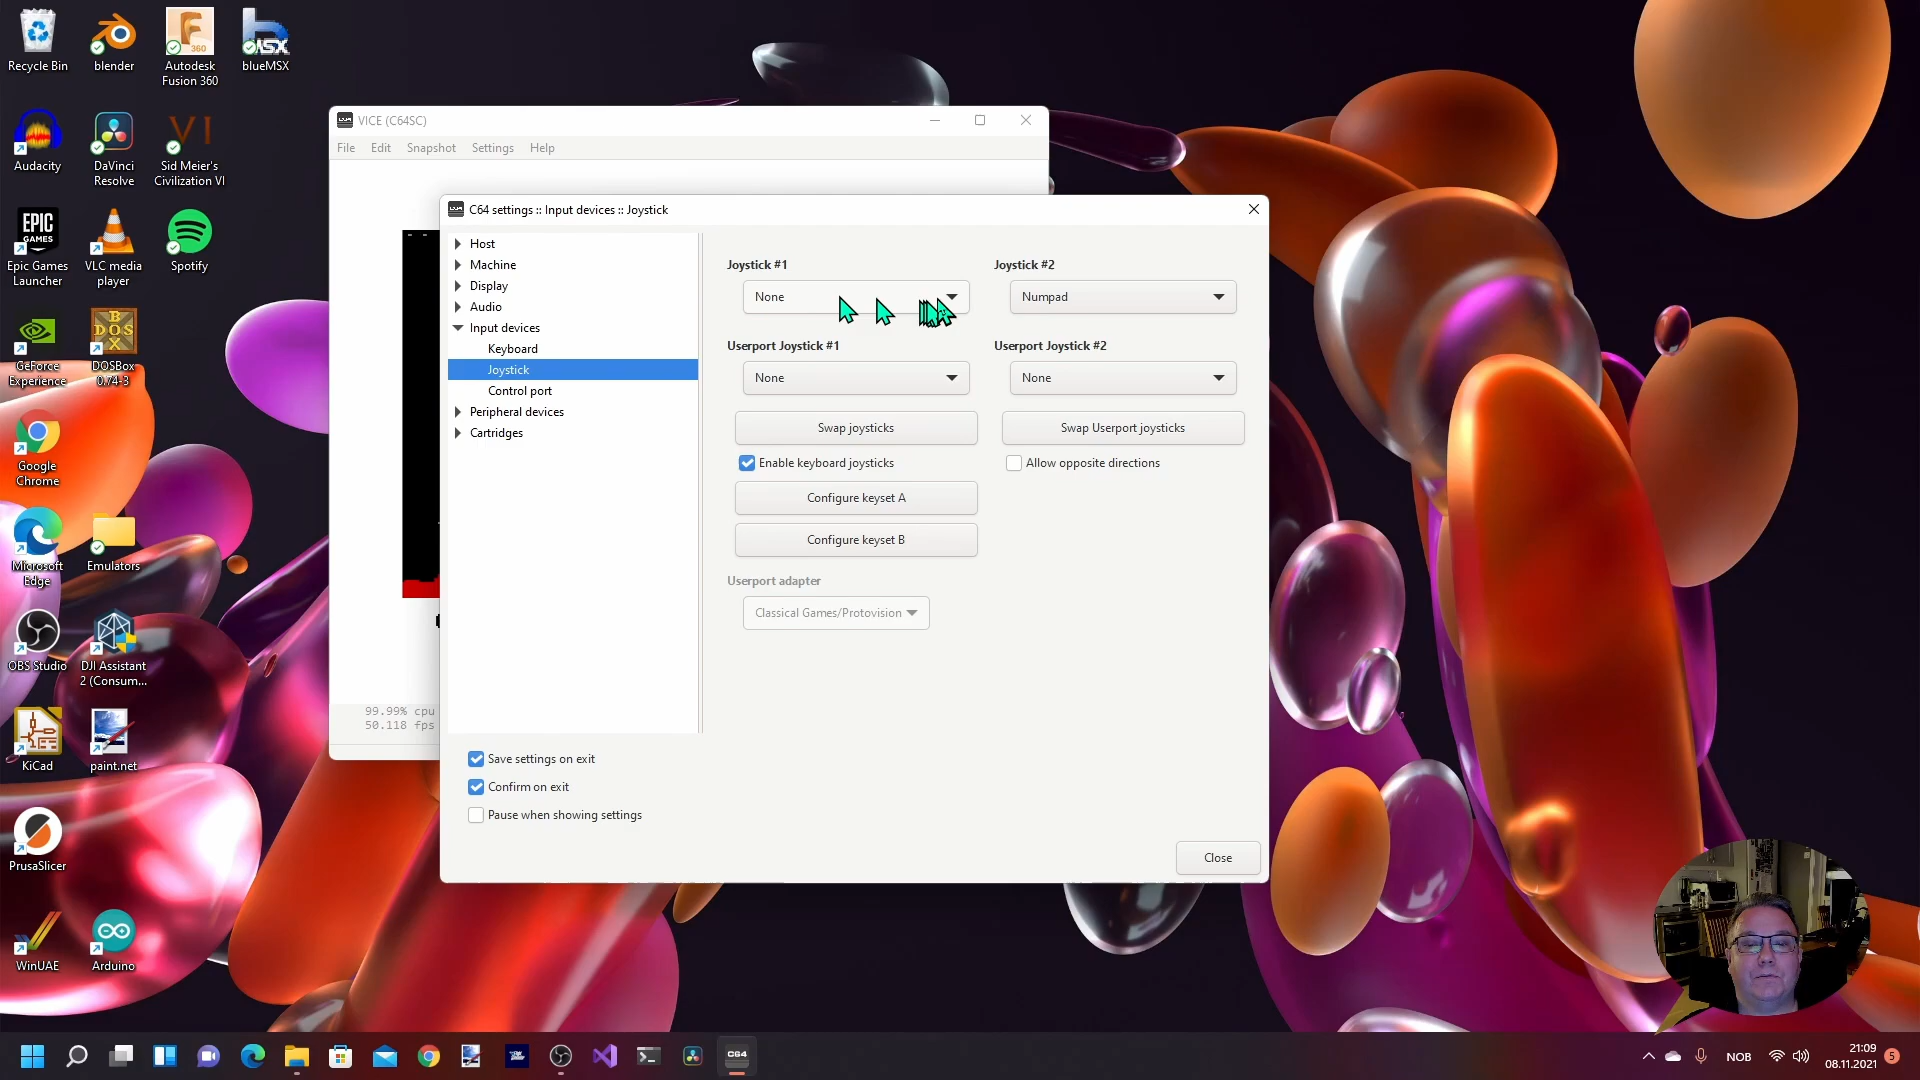 Recycle Bin
blender
Autodesk
Fusion 360
blueMSX
Audacity
DaVinci
Resolve
Sid Meier's
Civilization VI
EPIC
GAMES
Epic Games
Launcher
VLC media
player
Spotify
GeForce
Experience
DOSBox
0.74-3
Google
Chrome
Microsoft
Edge
Emulators
OBS Studio
DJI Assistant
2 (Consum...
KiCad
paint.net
PrusaSlicer
WinUAE
Arduino
VICE (C64SC)
File Edit Snapshot Settings Help
99.99% cpu
50.118 fps
C64 settings :: Input devices :: Joystick
Host
Machine
Display
Audio
Input devices
Keyboard
Joystick
Control port
Peripheral devices
Cartridges
Joystick #1
None
Joystick #2
Numpad
Userport Joystick #1
None
Userport Joystick #2
None
Swap joysticks
Swap Userport joysticks
Enable keyboard joysticks
Allow opposite directions
Configure keyset A
Configure keyset B
Userport adapter
Classical Games/Protovision
Save settings on exit
Confirm on exit
Pause when showing settings
Close
C64
NOB
21:09
08.11.2021
5